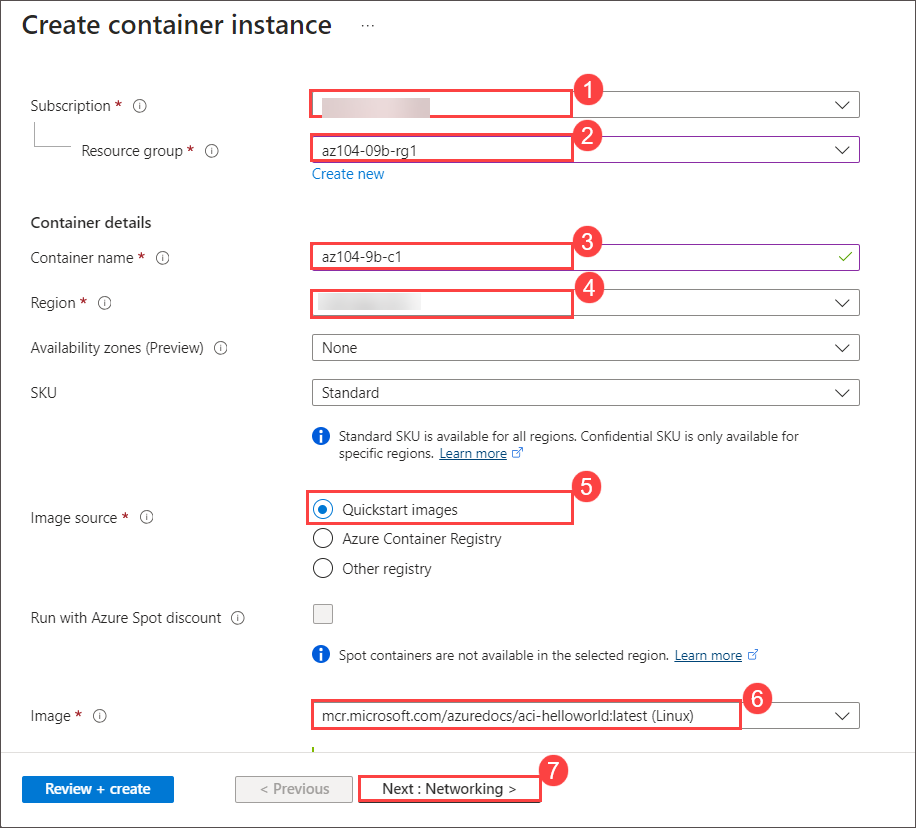 Create container instance ...
1
Subscription *
2
Resource group * az104-09b-rg1
Create new
Container details
3
Container name * az104-9b-c1
4
Region *
Availability zones (Preview) None
SKU Standard
Standard SKU is available for all regions. Confidential SKU is only available for
specific regions. Learn more
5
Image source * Quickstart images
Azure Container Registry
Other registry
Run with Azure Spot discount
Spot containers are not available in the selected region. Learn more
6
Image * mcr.microsoft.com/azuredocs/aci-helloworld:latest (Linux)
7
Review + create < Previous Next : Networking >